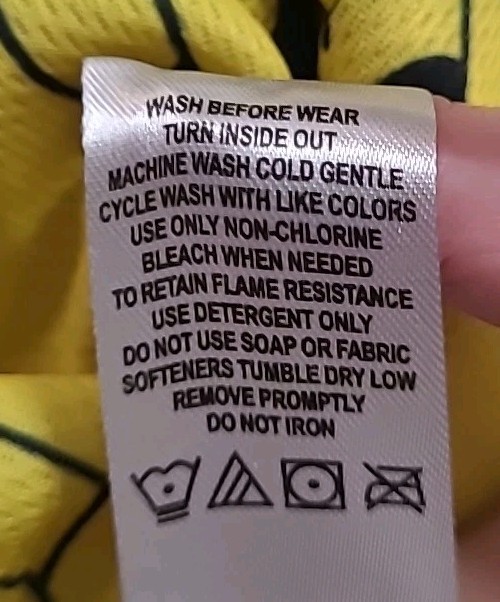 WASH BEFORE WEAR
TURN INSIDE OUT
MACHINE WASH COLD GENTLE
CYCLE WASH WITH LIKE COLORS
USE ONLY NON-CHLORINE
BLEACH WHEN NEEDED
TO RETAIN FLAME RESISTANCE
USE DETERGENT ONLY
DO NOT USE SOAP OR FABRIC
SOFTENERS TUMBLE DRY LOW
REMOVE PROMPTLY
DO NOT IRON